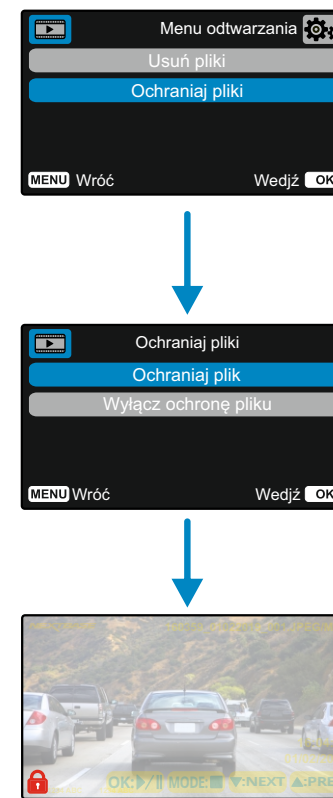 Menu odtwarzania
Usuń pliki
Ochraniaj pliki
MENU Wróć Wedjź OK
Ochraniaj pliki
Ochraniaj plik
Wyłącz ochronę pliku
MENU Wróć Wedjź OK
OK: / MODE: :NEXT :PRE